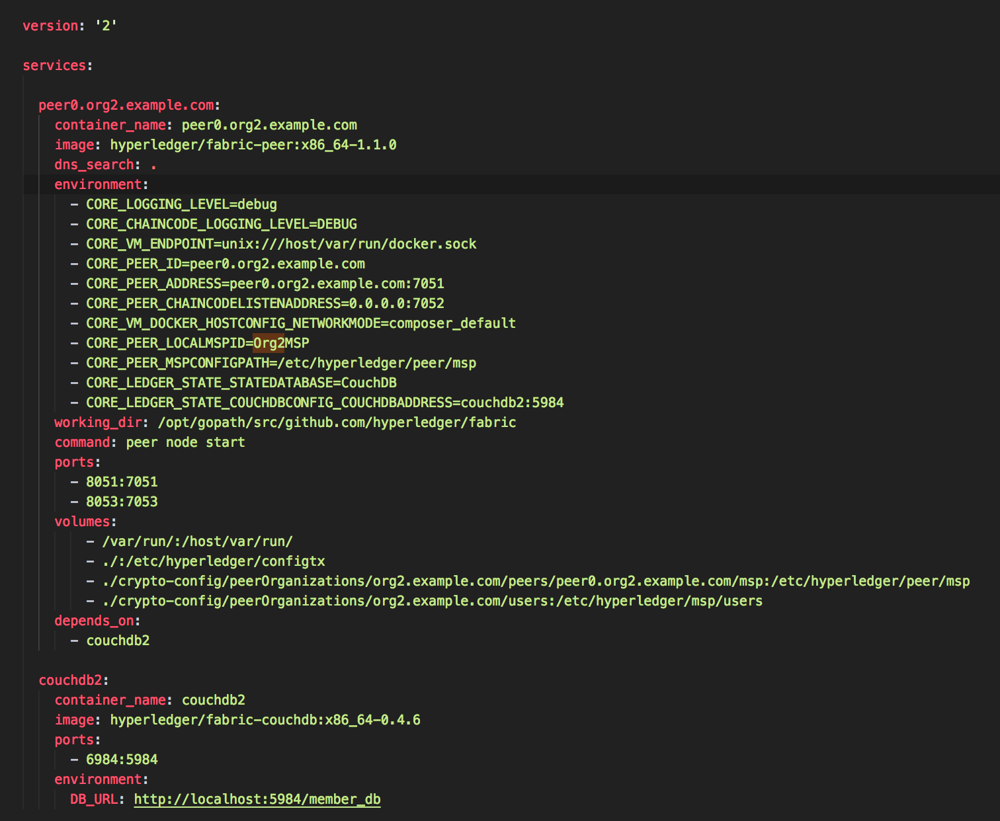 version: '2'
services:
peer0.org2.example.com:
container_name: peer0.org2.example.com
image: hyperledger/fabric-peer:x86_64-1.1.0
dns_search: .
environment:
- CORE_LOGGING_LEVEL=debug
- CORE_CHAINCODE_LOGGING_LEVEL=DEBUG
- CORE_VM_ENDPOINT=unix:///host/var/run/docker.sock
- CORE_PEER_ID=peer0.org2.example.com
- CORE_PEER_ADDRESS=peer0.org2.example.com:7051
- CORE_PEER_CHAINCODELISTENADDRESS=0.0.0.0:7052
- CORE_VM_DOCKER_HOSTCONFIG_NETWORKMODE=composer_default
- CORE_PEER_LOCALMSPID=Org2MSP
- CORE_PEER_MSPCONFIGPATH=/etc/hyperledger/peer/msp
- CORE_LEDGER_STATE_STATEDATABASE=CouchDB
- CORE_LEDGER_STATE_COUCHDBCONFIG_COUCHDBADDRESS=couchdb2:5984
working_dir: /opt/gopath/src/github.com/hyperledger/fabric
command: peer node start
ports:
- 8051:7051
- 8053:7053
volumes:
- /var/run/:/host/var/run/
- ./:/etc/hyperledger/configtx
- ./crypto-config/peerOrganizations/org2.example.com/peers/peer0.org2.example.com/msp:/etc/hyperledger/peer/msp
- ./crypto-config/peerOrganizations/org2.example.com/users:/etc/hyperledger/msp/users
depends_on:
- couchdb2
couchdb2:
container_name: couchdb2
image: hyperledger/fabric-couchdb:x86_64-0.4.6
ports:
- 6984:5984
environment:
DB_URL: http://localhost:5984/member_db